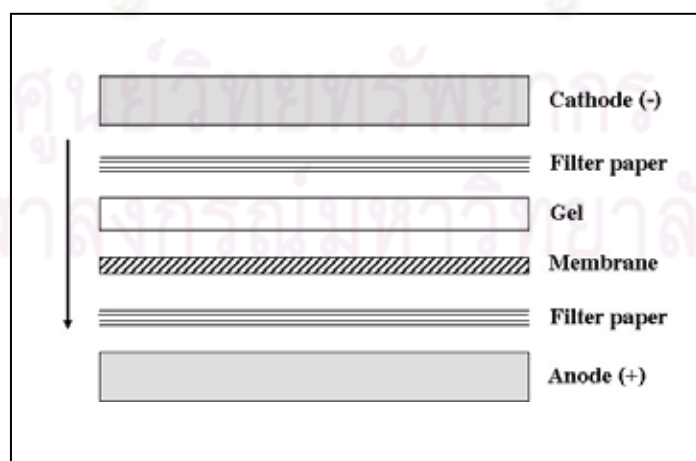 ศูนย์วิทยทรัพยากร
Cathode (-)
Filter paper
Gel
Membrane
Filter paper
Anode (+)